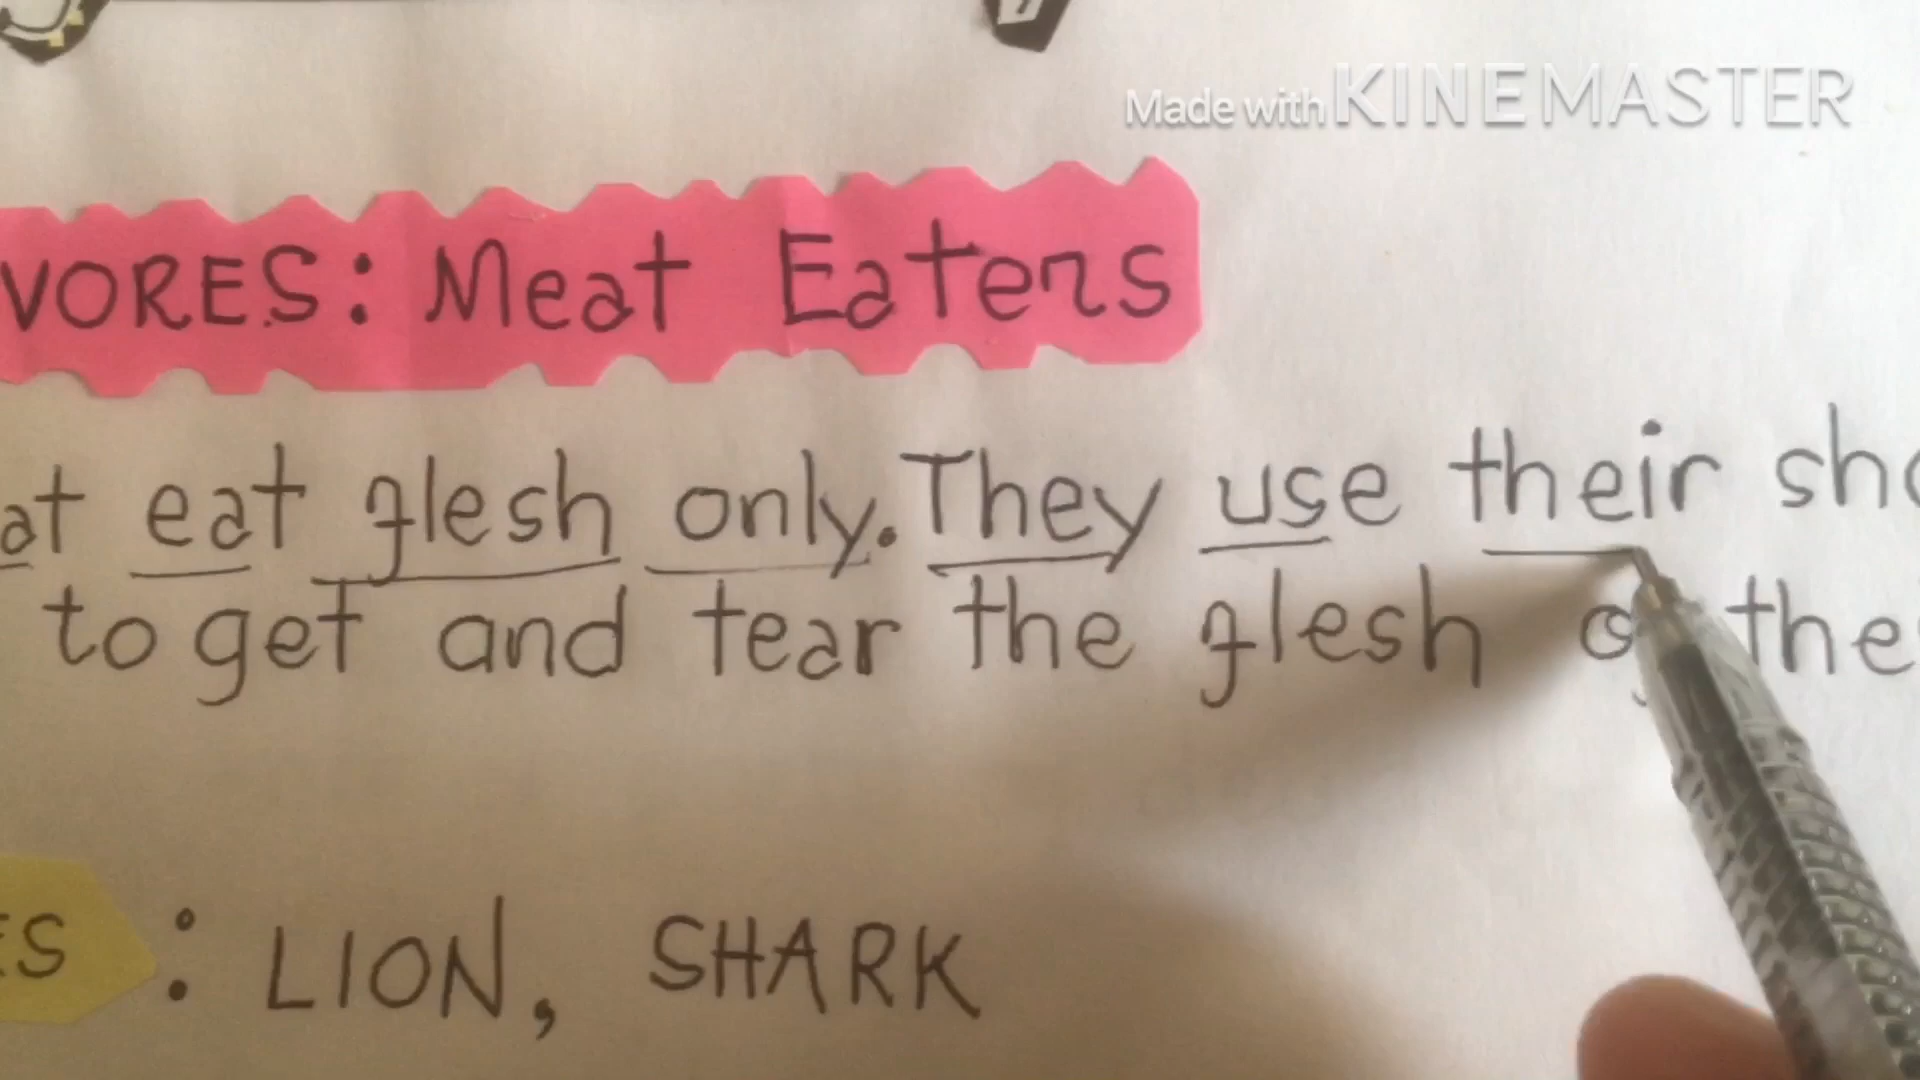 Made with KINEMASTER
VORES: Meat Eaters
at eat flesh only. They use their sh
to get and tear the flesh of the
ES : LION, SHARK